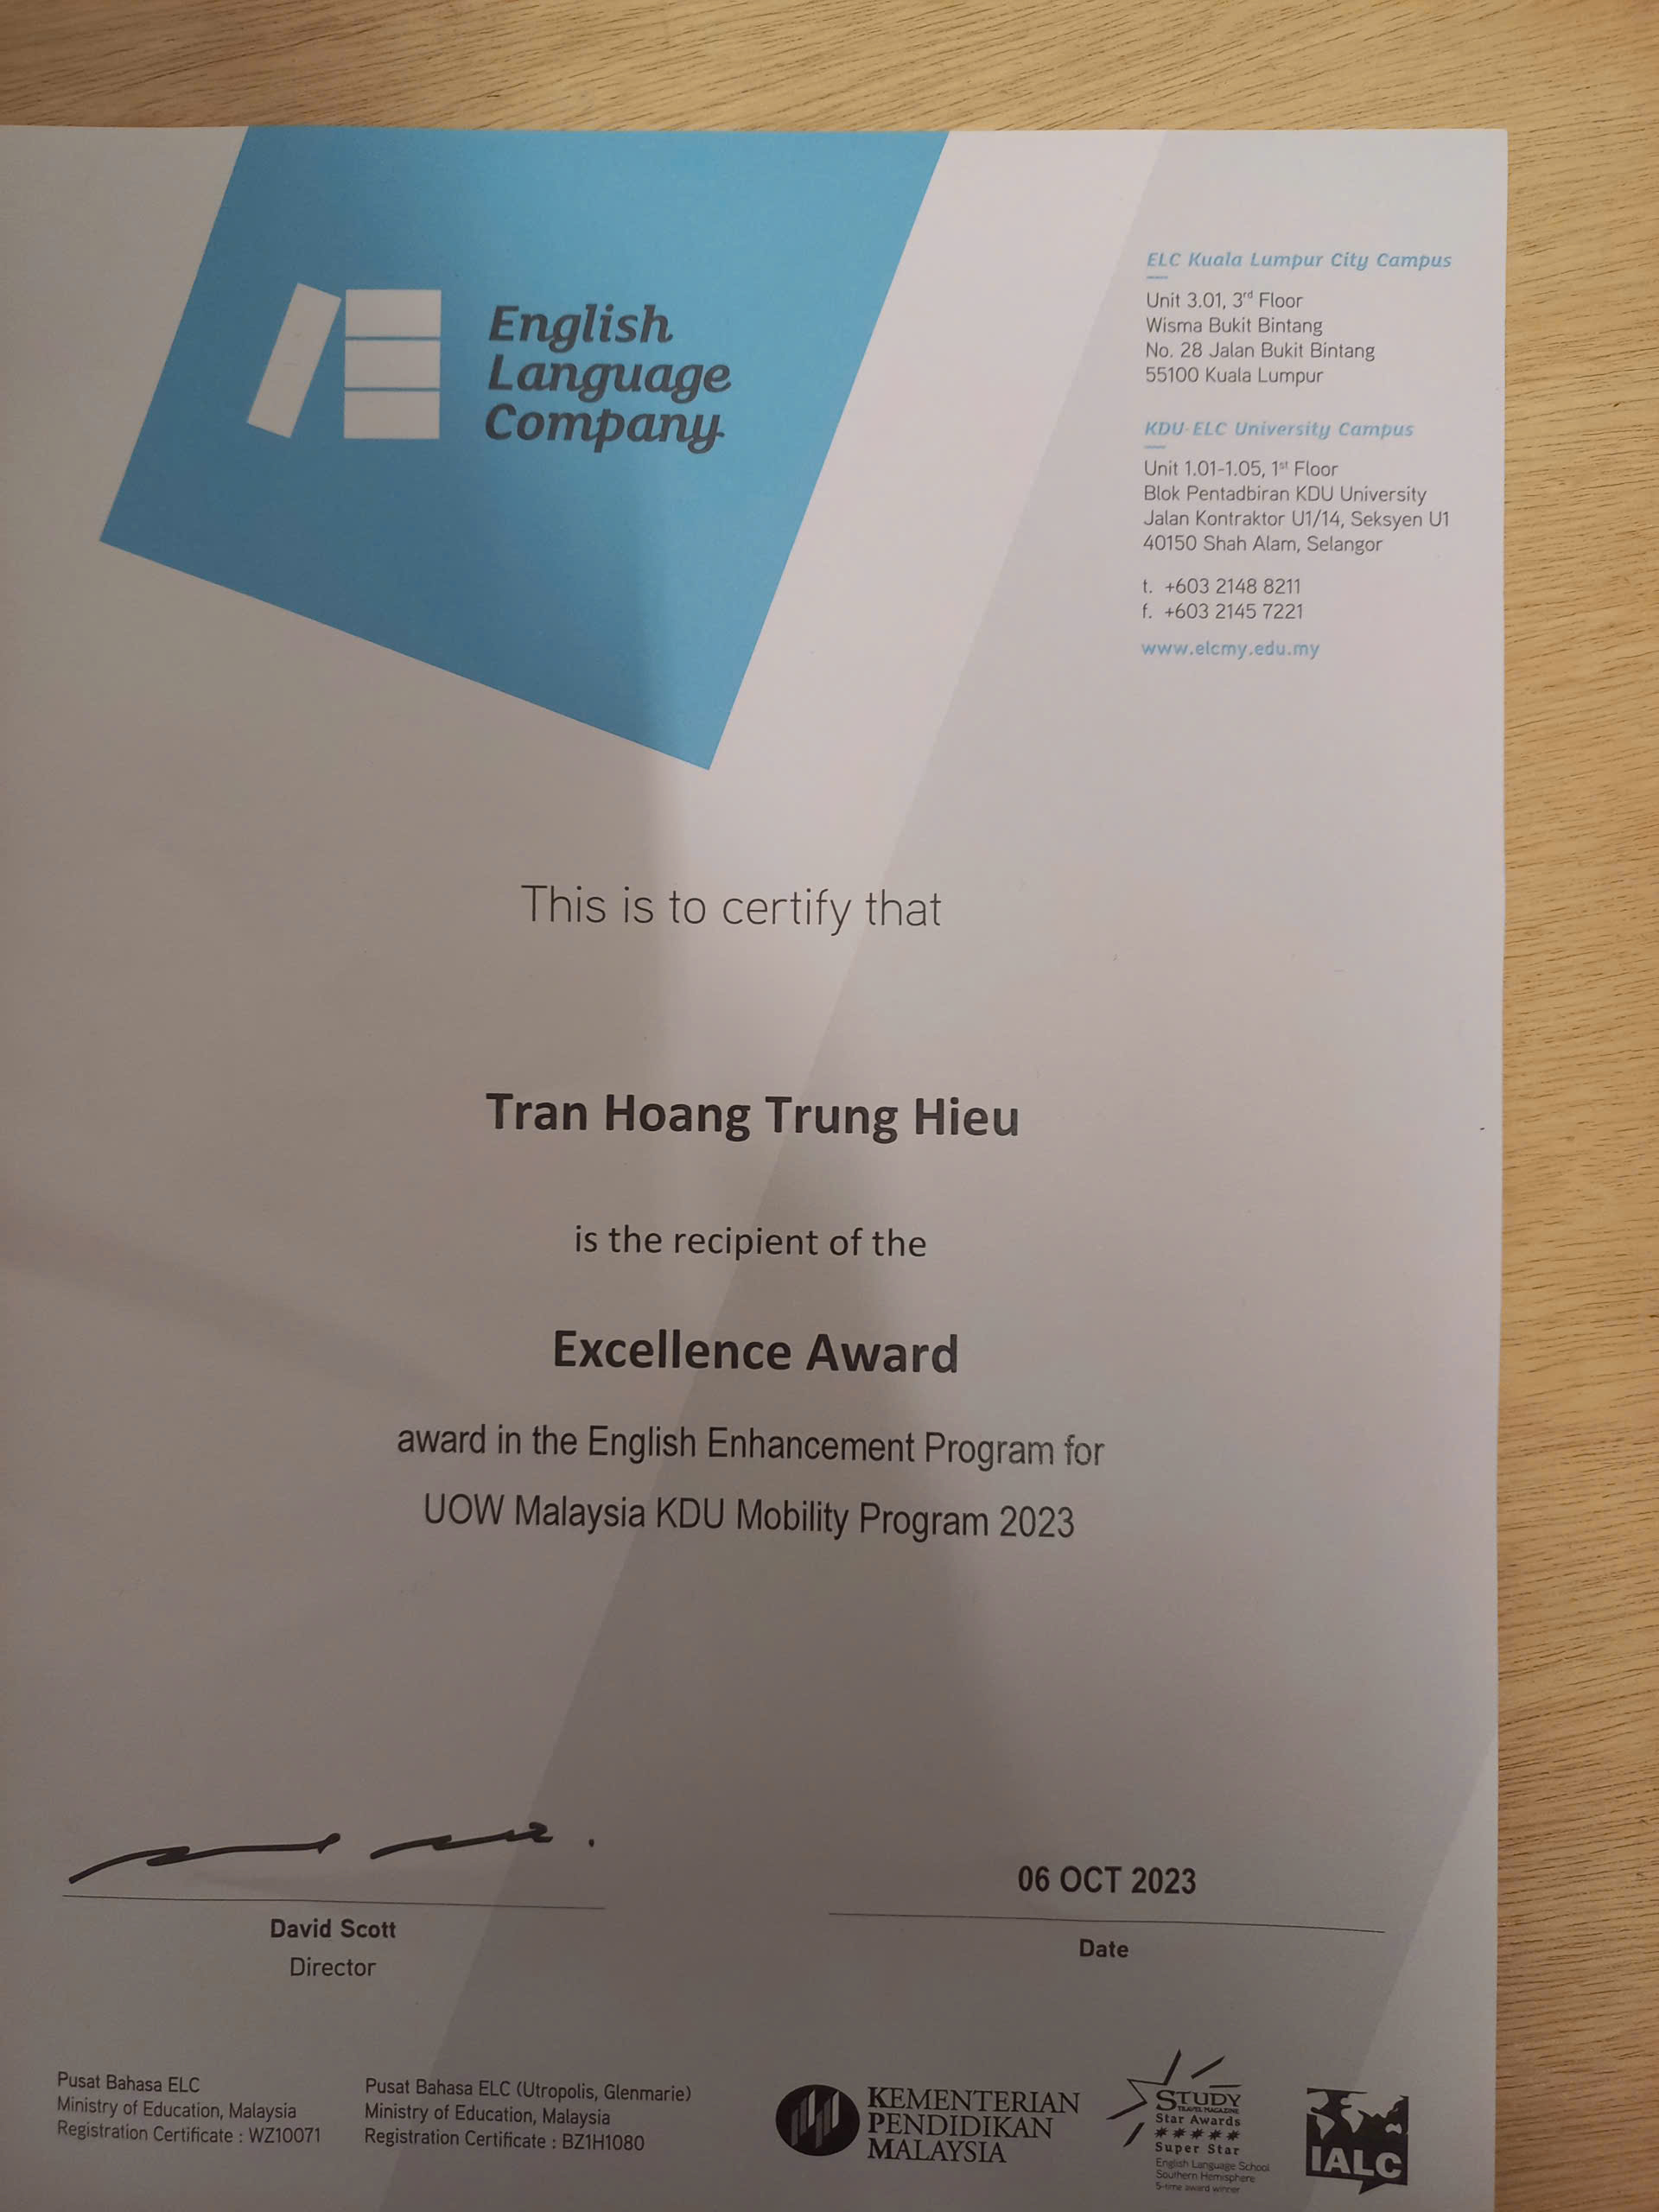 English
Language
Company
ELC Kuala Lumpur City Campus
Unit 3.01, 3rd Floor
Wisma Bukit Bintang
No. 28 Jalan Bukit Bintang
55100 Kuala Lumpur
KDU-ELC University Campus
Unit 1.01-1.05, 1st Floor
Blok Pentadbiran KDU University
Jalan Kontraktor U1/14, Seksyen U1
40150 Shah Alam, Selangor
t. +603 2148 8211
f. +603 2145 7221
www.elcmy.edu.my
This is to certify that
Tran Hoang Trung Hieu
is the recipient of the
Excellence Award
award in the English Enhancement Program for
UOW Malaysia KDU Mobility Program 2023
David Scott
Director
06 OCT 2023
Date
Pusat Bahasa ELC
Ministry of Education, Malaysia
Registration Certificate : WZ10071
Pusat Bahasa ELC (Utropolis, Glenmarie)
Ministry of Education, Malaysia
Registration Certificate : BZ1H1080
KEMENTERIAN
PENDIDIKAN
MALAYSIA
STUDY
TRAVEL MAGAZINE
Star Awards
Super Star
English Language School
Southern Hemisphere
5-time award winner
IALC